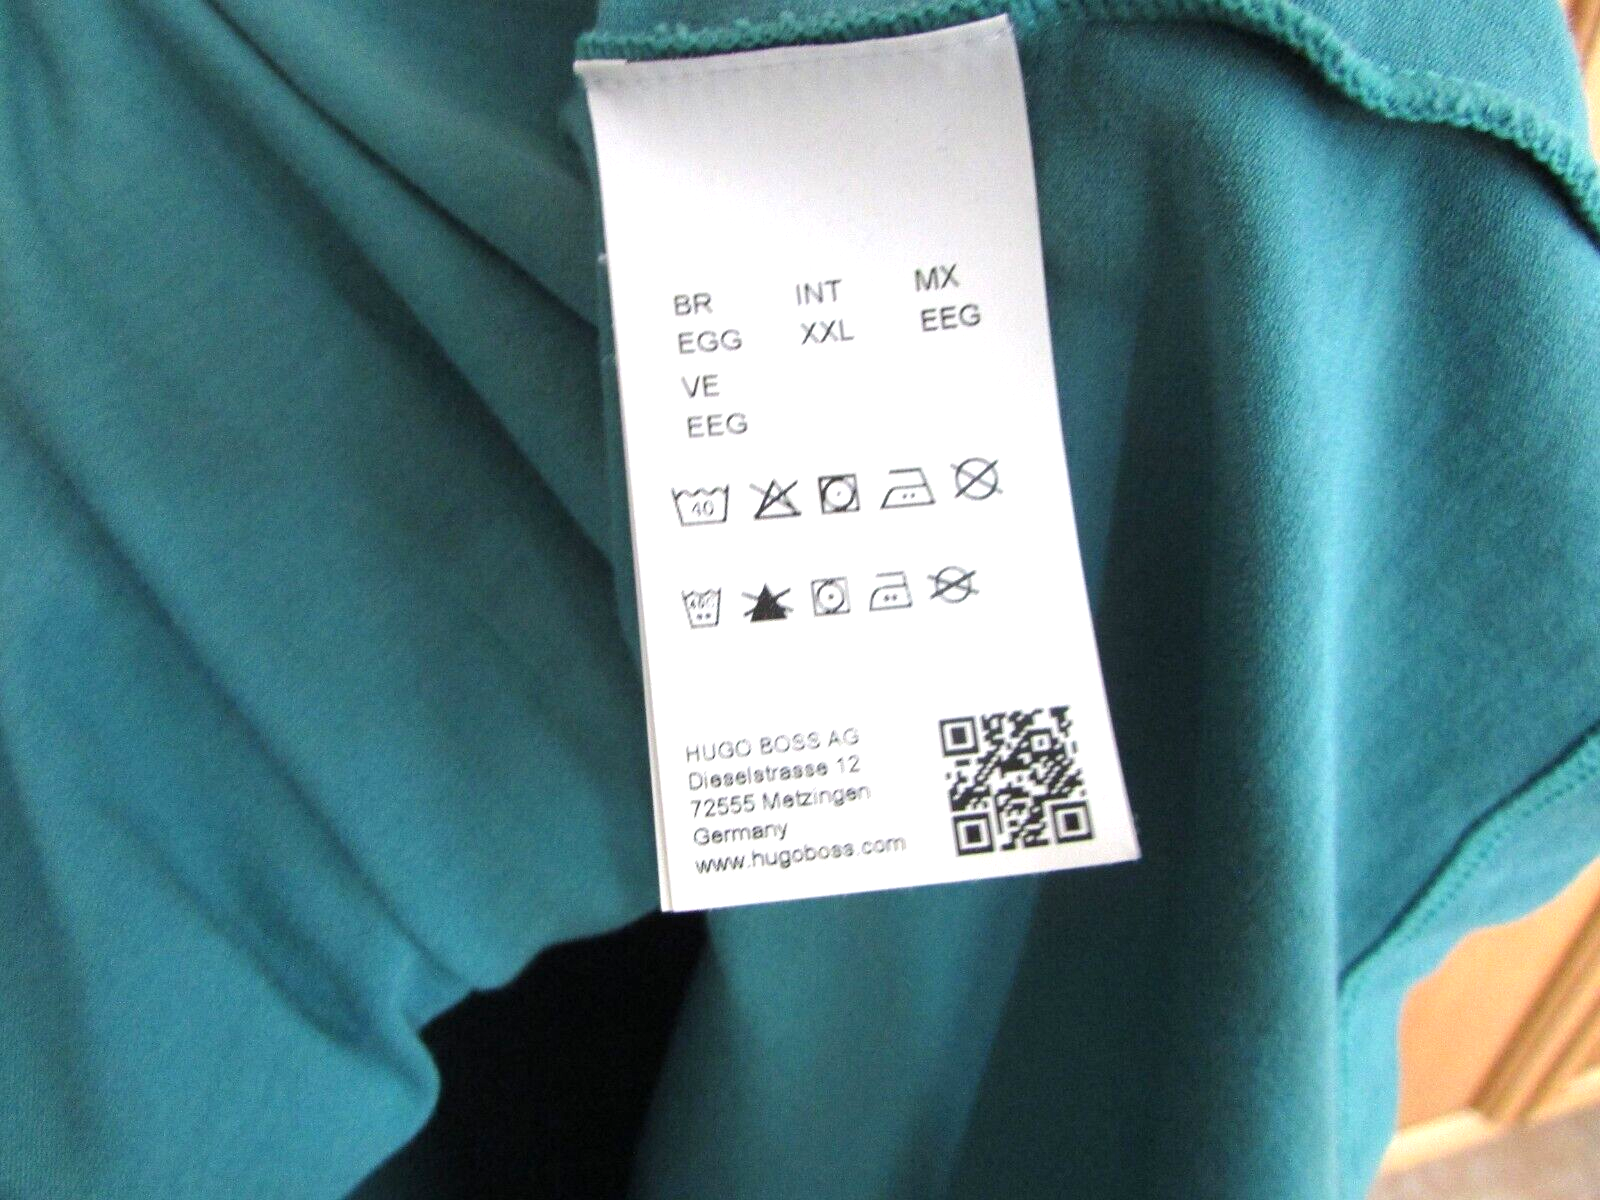 BR INT MX
EGG XXL EEG
VE
EEG
40
HUGO BOSS AG
Dieselstrasse 12
72555 Metzingen
Germany
www.hugoboss.com